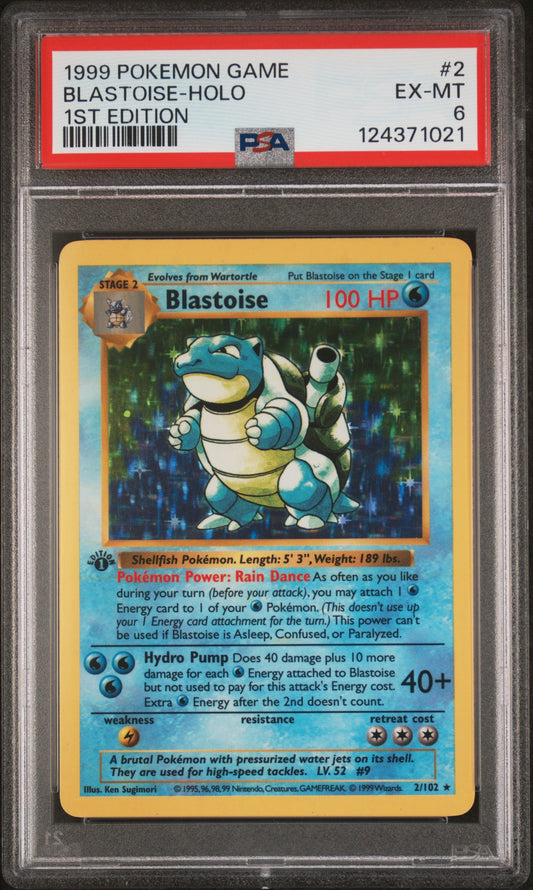 1999 POKEMON GAME #2
BLASTOISE-HOLO EX-MT
1ST EDITION 6
124371021
PSA
Evolves from Wartortle Put Blastoise on the Stage 1 card
STAGE 2
Blastoise 100 HP
EDITION
1
Shellfish Pokémon. Length: 5' 3", Weight: 189 lbs.
Pokémon Power: Rain Dance As often as you like
during your turn (before your attack), you may attach 1
Energy card to 1 of your Pokémon. (This doesn't use up
your 1 Energy card attachment for the turn.) This power can't
be used if Blastoise is Asleep, Confused, or Paralyzed.
Hydro Pump Does 40 damage plus 10 more
damage for each Energy attached to Blastoise
but not used to pay for this attack's Energy cost.
Extra Energy after the 2nd doesn't count.
40+
weakness resistance retreat cost
A brutal Pokémon with pressurized water jets on its shell.
They are used for high-speed tackles. LV. 52 #9
Illus. Ken Sugimori © 1995, 96, 98, 99 Nintendo, Creatures, GAMEFREAK. © 1999 Wizards. 2/102 ★
PSA